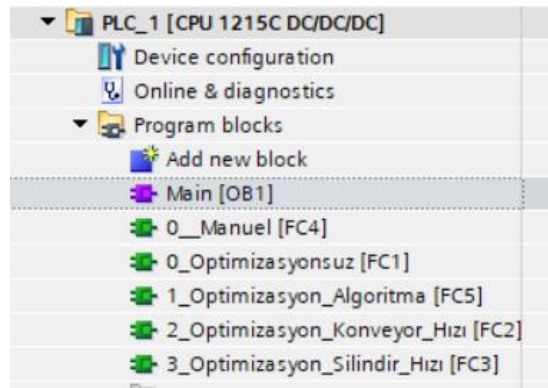 PLC_1 [CPU 1215C DC/DC/DC]
Device configuration
Online & diagnostics
Program blocks
Add new block
Main [OB1]
0__Manuel [FC4]
0_Optimizasyonsuz [FC1]
1_Optimizasyon_Algoritma [FC5]
2_Optimizasyon_Konveyor_Hızı [FC2]
3_Optimizasyon_Silindir_Hızı [FC3]